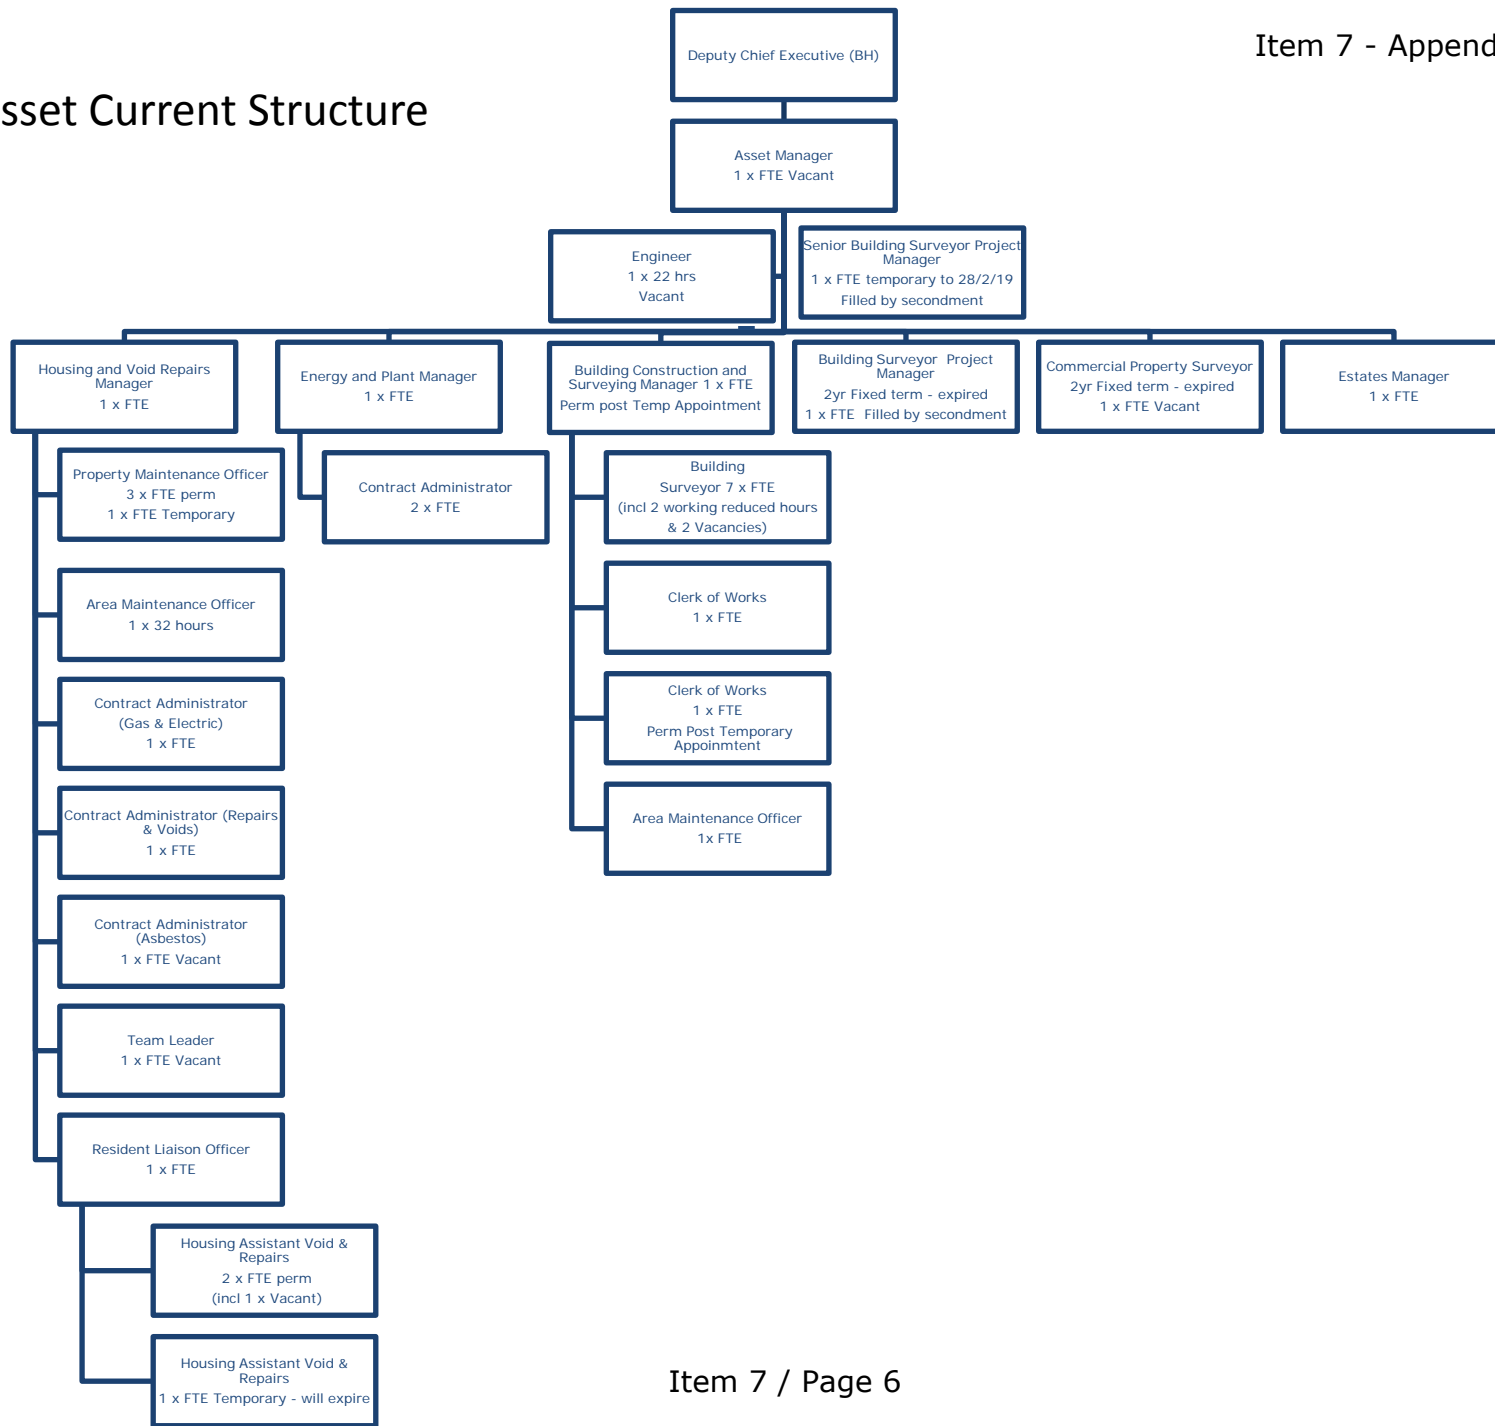 Item 7 - Append
sset Current Structure
Deputy Chief Executive (BH)
Asset Manager
1 x FTE Vacant
Engineer
1 x 22 hrs
Vacant
Senior Building Surveyor Project
Manager
1 x FTE temporary to 28/2/19
Filled by secondment
Housing and Void Repairs
Manager
1 x FTE
Energy and Plant Manager
1 x FTE
Building Construction and
Surveying Manager 1 x FTE
Perm post Temp Appointment
Building Surveyor Project
Manager
2yr Fixed term - expired
1 x FTE Filled by secondment
Commercial Property Surveyor
2yr Fixed term - expired
1 x FTE Vacant
Estates Manager
1 x FTE
Property Maintenance Officer
3 x FTE perm
1 x FTE Temporary
Area Maintenance Officer
1 x 32 hours
Contract Administrator
(Gas & Electric)
1 x FTE
Contract Administrator (Repairs
& Voids)
1 x FTE
Contract Administrator
(Asbestos)
1 x FTE Vacant
Team Leader
1 x FTE Vacant
Resident Liaison Officer
1 x FTE
Housing Assistant Void &
Repairs
2 x FTE perm
(incl 1 x Vacant)
Housing Assistant Void &
Repairs
1 x FTE Temporary - will expire
Contract Administrator
2 x FTE
Building
Surveyor 7 x FTE
(incl 2 working reduced hours
& 2 Vacancies)
Clerk of Works
1 x FTE
Clerk of Works
1 x FTE
Perm Post Temporary
Appoinmtent
Area Maintenance Officer
1x FTE
Item 7 / Page 6